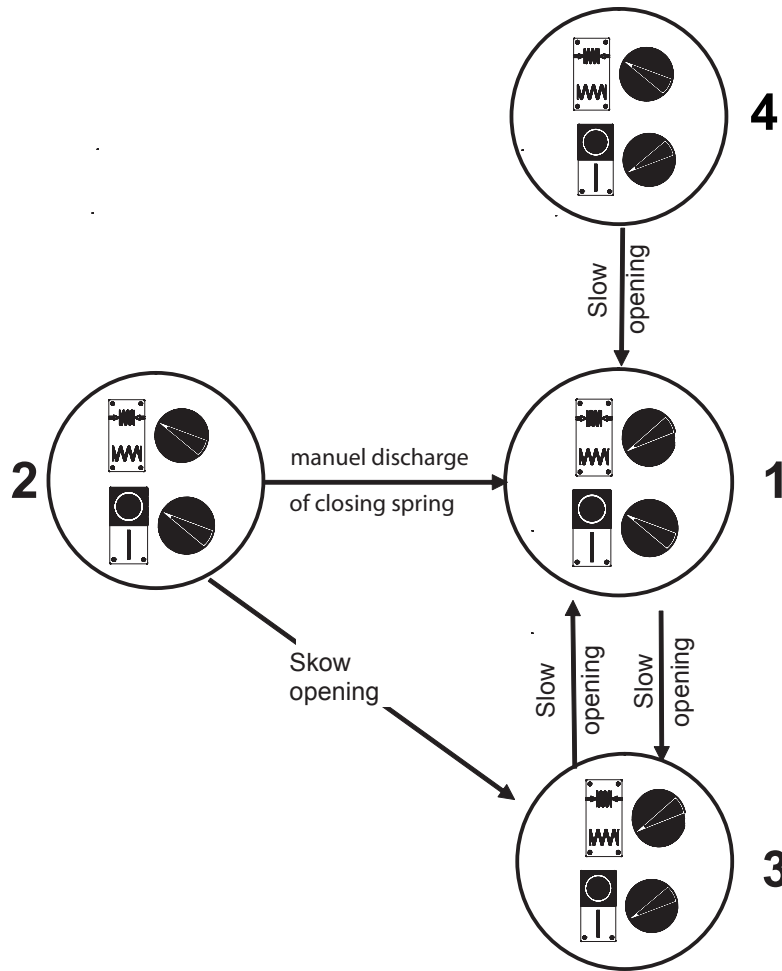 4
Slow
opening
2
manuel discharge
of closing spring
1
Skow
opening
Slow
opening
Slow
opening
3